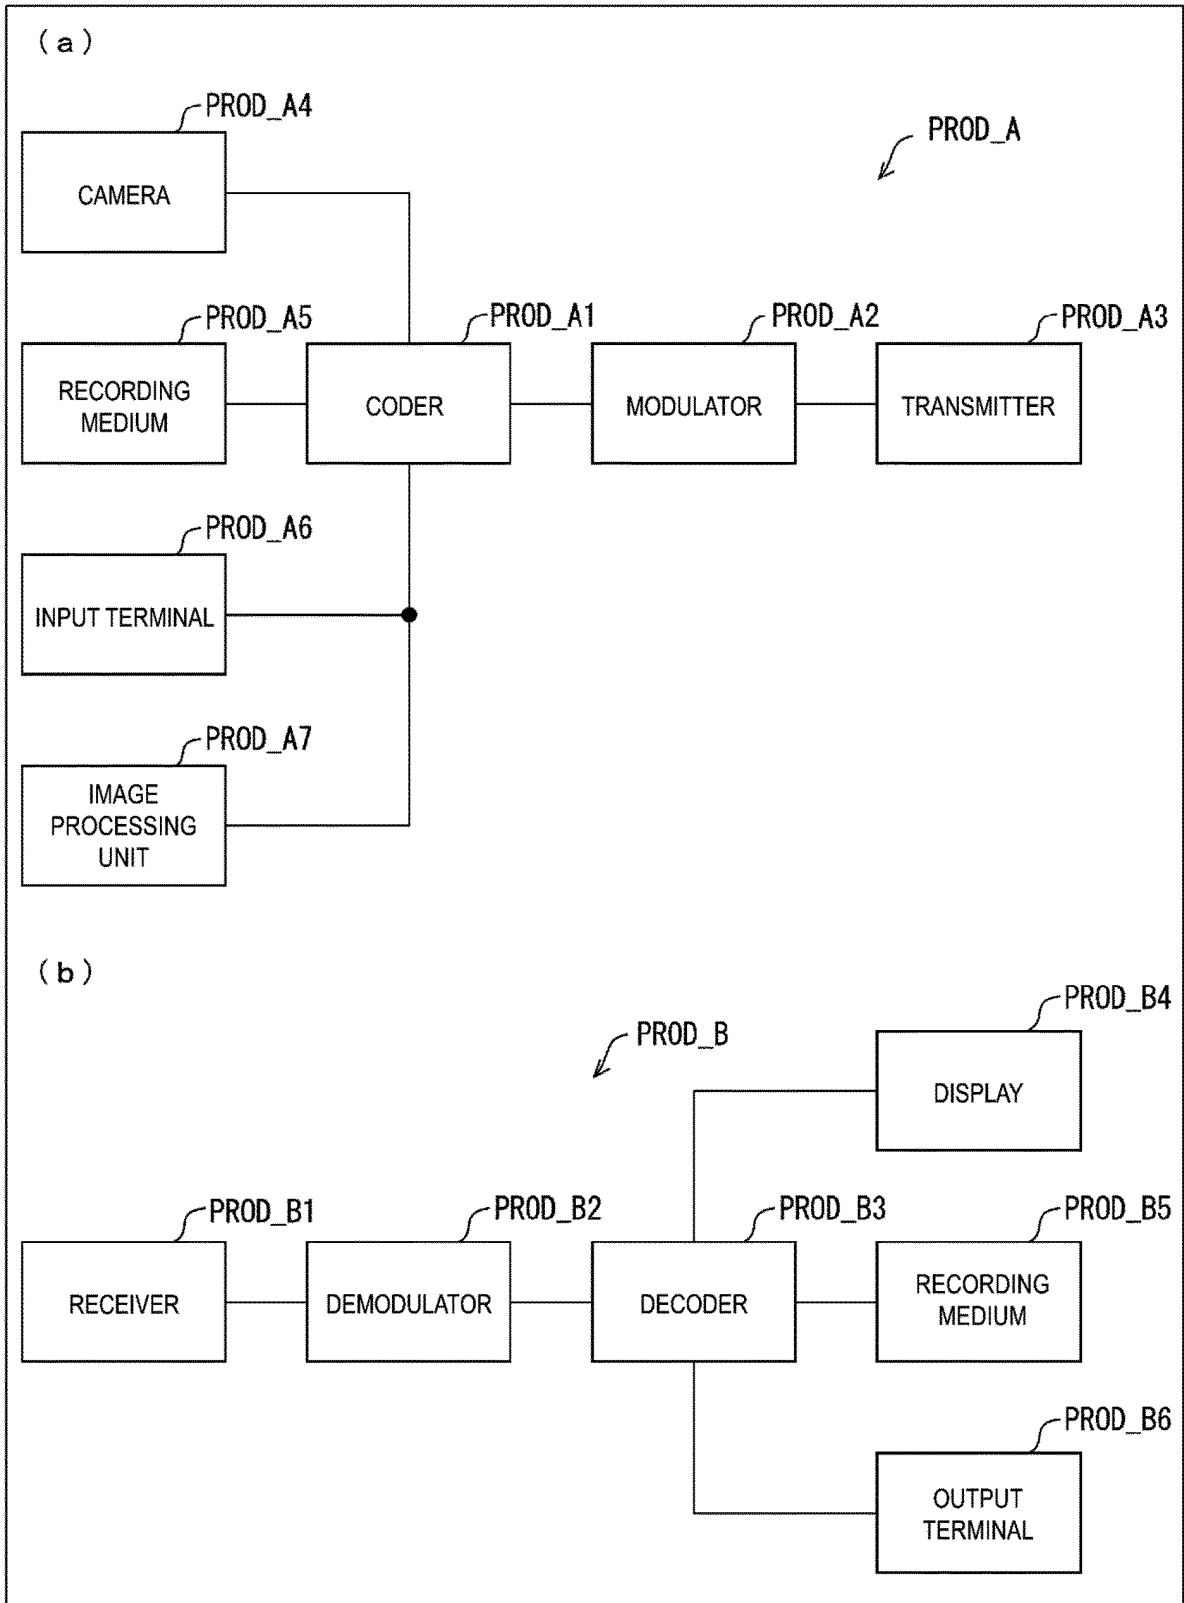 (a)
PROD_A4
CAMERA
PROD_A
PROD_A5
RECORDING
MEDIUM
PROD_A1
CODER
PROD_A2
MODULATOR
PROD_A3
TRANSMITTER
PROD_A6
INPUT TERMINAL
PROD_A7
IMAGE
PROCESSING
UNIT
(b)
PROD_B4
DISPLAY
PROD_B
PROD_B1
RECEIVER
PROD_B2
DEMODULATOR
PROD_B3
DECODER
PROD_B5
RECORDING
MEDIUM
PROD_B6
OUTPUT
TERMINAL